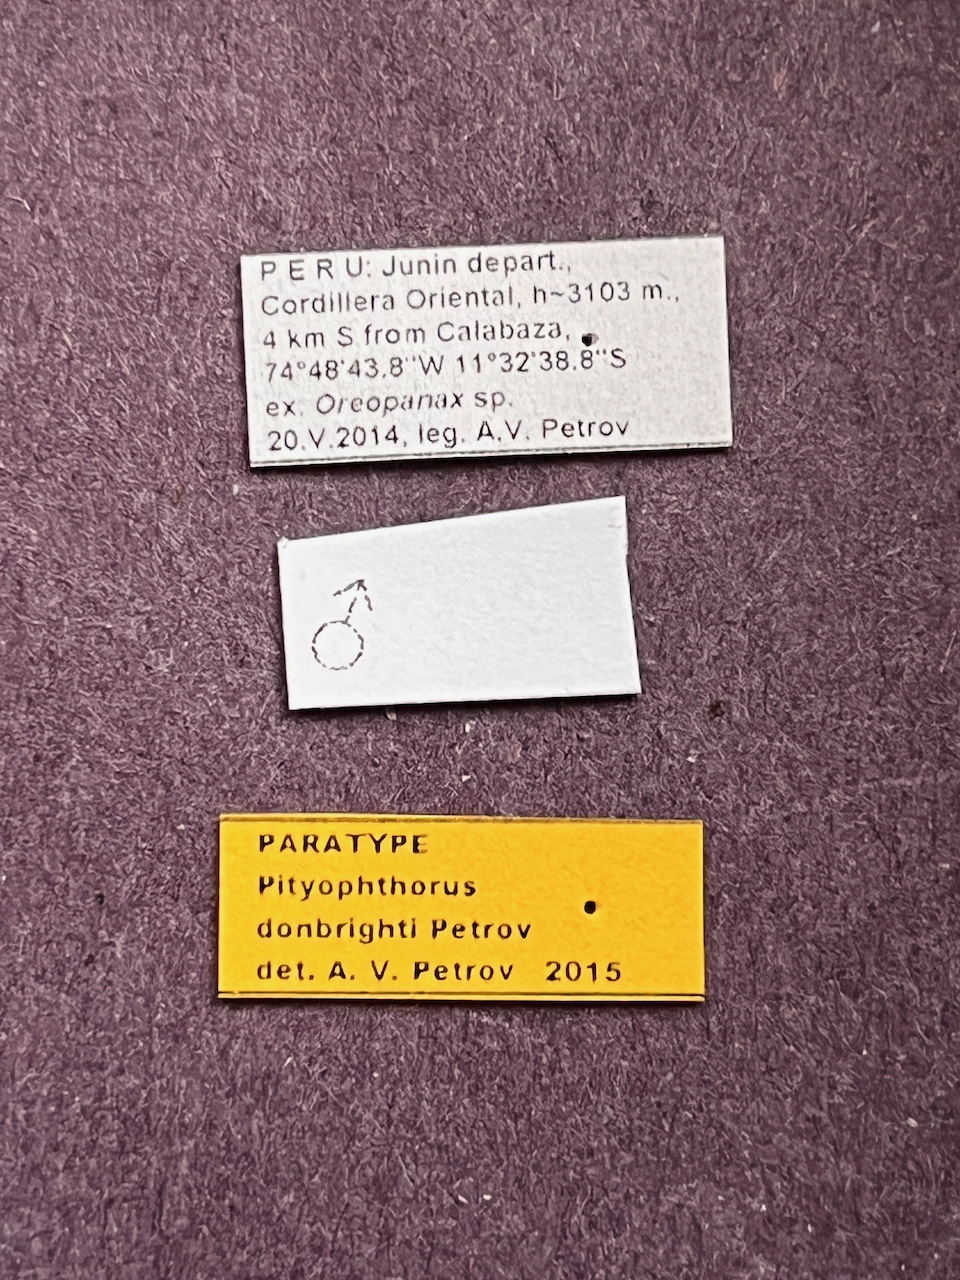 P E R U: Junin depart.,
Cordillera Oriental, h~3103 m.,
4 km S from Calabaza,
74°48'43.8"W 11°32'38.8"S
ex. Oreopanax sp.
20.V.2014, leg. A.V. Petrov
♂
PARATYPE
Pityophthorus
donbrighti Petrov
det. A. V. Petrov 2015